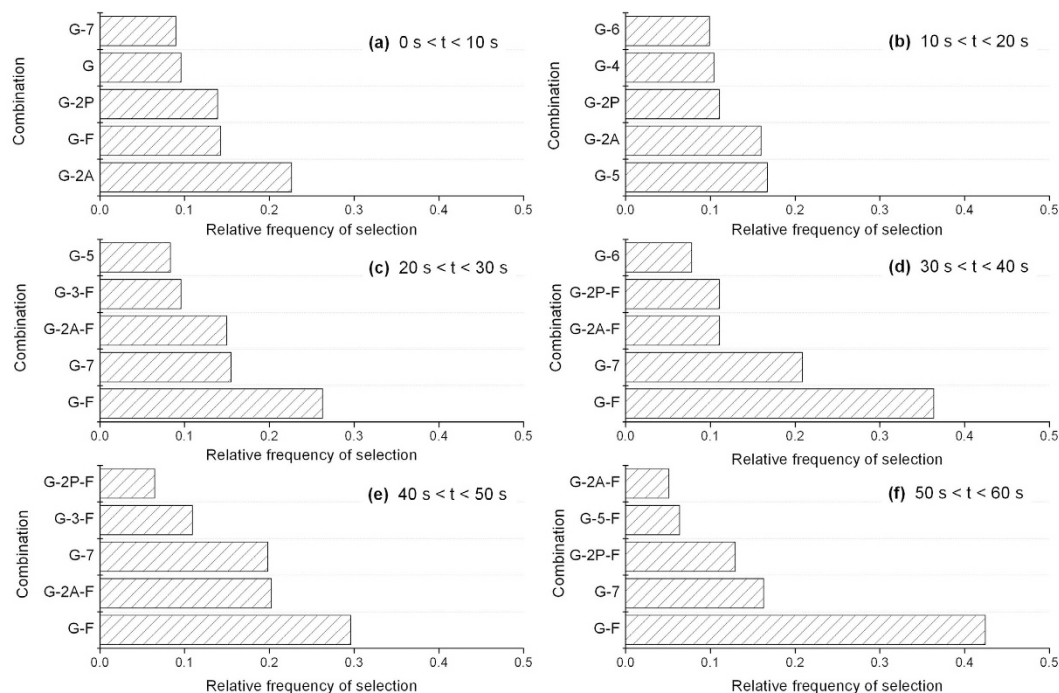 Combination
G-7
G
G-2P
G-F
G-2A
(a) 0 s < t < 10 s
0.0 0.1 0.2 0.3 0.4 0.5
Relative frequency of selection
Combination
G-6
G-4
G-2P
G-2A
G-5
(b) 10 s < t < 20 s
0.0 0.1 0.2 0.3 0.4 0.5
Relative frequency of selection
Combination
G-5
G-3-F
G-2A-F
G-7
G-F
(c) 20 s < t < 30 s
0.0 0.1 0.2 0.3 0.4 0.5
Relative frequency of selection
Combination
G-6
G-2P-F
G-2A-F
G-7
G-F
(d) 30 s < t < 40 s
0.0 0.1 0.2 0.3 0.4 0.5
Relative frequency of selection
Combination
G-2P-F
G-3-F
G-7
G-2A-F
G-F
(e) 40 s < t < 50 s
0.0 0.1 0.2 0.3 0.4 0.5
Relative frequency of selection
Combination
G-2A-F
G-5-F
G-2P-F
G-7
G-F
(f) 50 s < t < 60 s
0.0 0.1 0.2 0.3 0.4 0.5
Relative frequency of selection